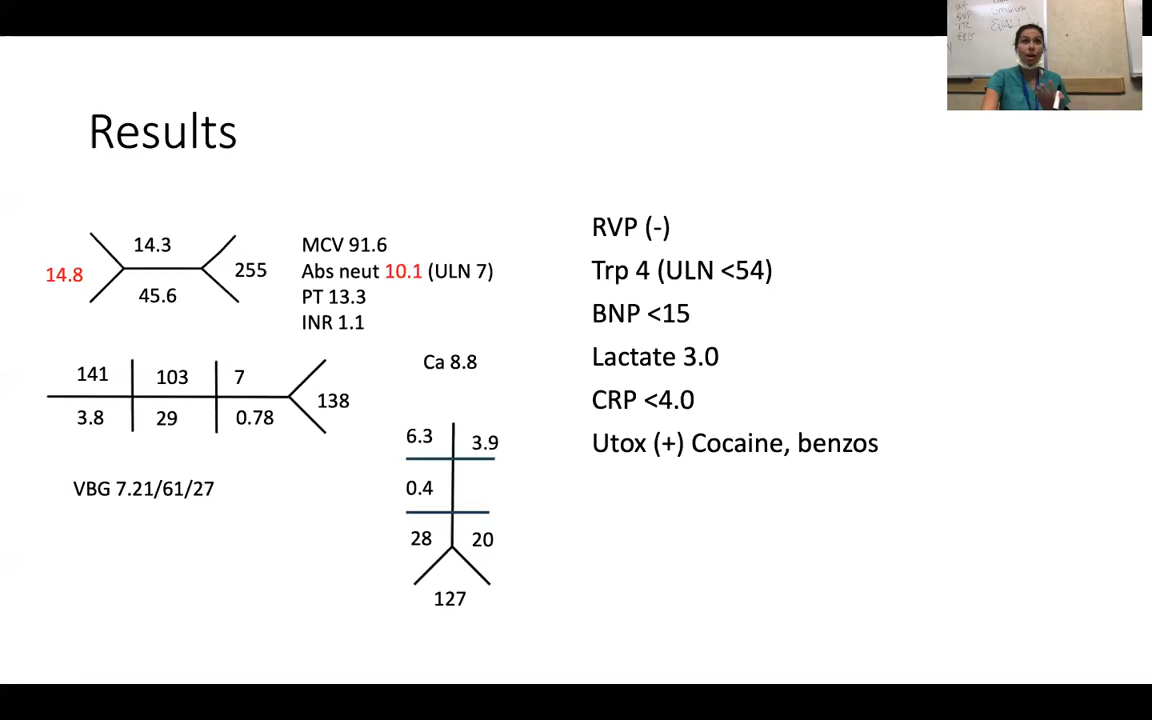 Results
14.3
14.8
255
45.6
MCV 91.6
Abs neut 10.1 (ULN 7)
PT 13.3
INR 1.1
141 103 7
138
3.8 29 0.78
Ca 8.8
6.3 3.9
0.4
28 20
127
VBG 7.21/61/27
RVP (-)
Trp 4 (ULN <54)
BNP <15
Lactate 3.0
CRP <4.0
Utox (+) Cocaine, benzos